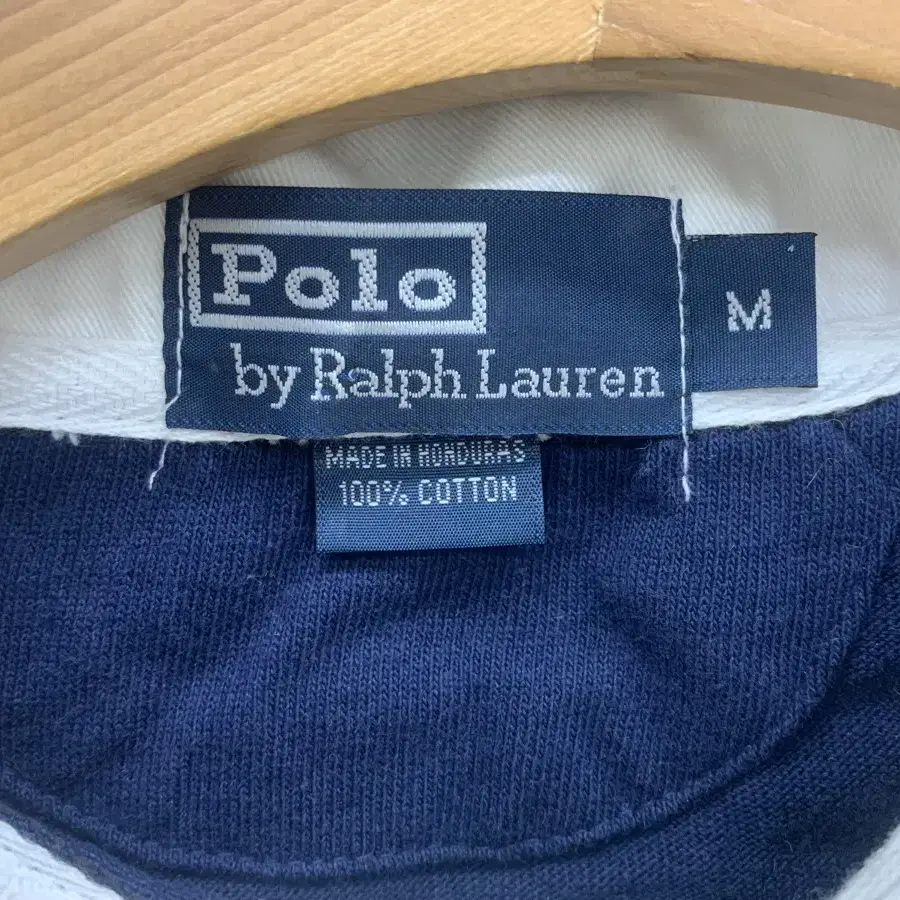 Polo
by Ralph Lauren
M
MADE IN HONDURAS
100% COTTON